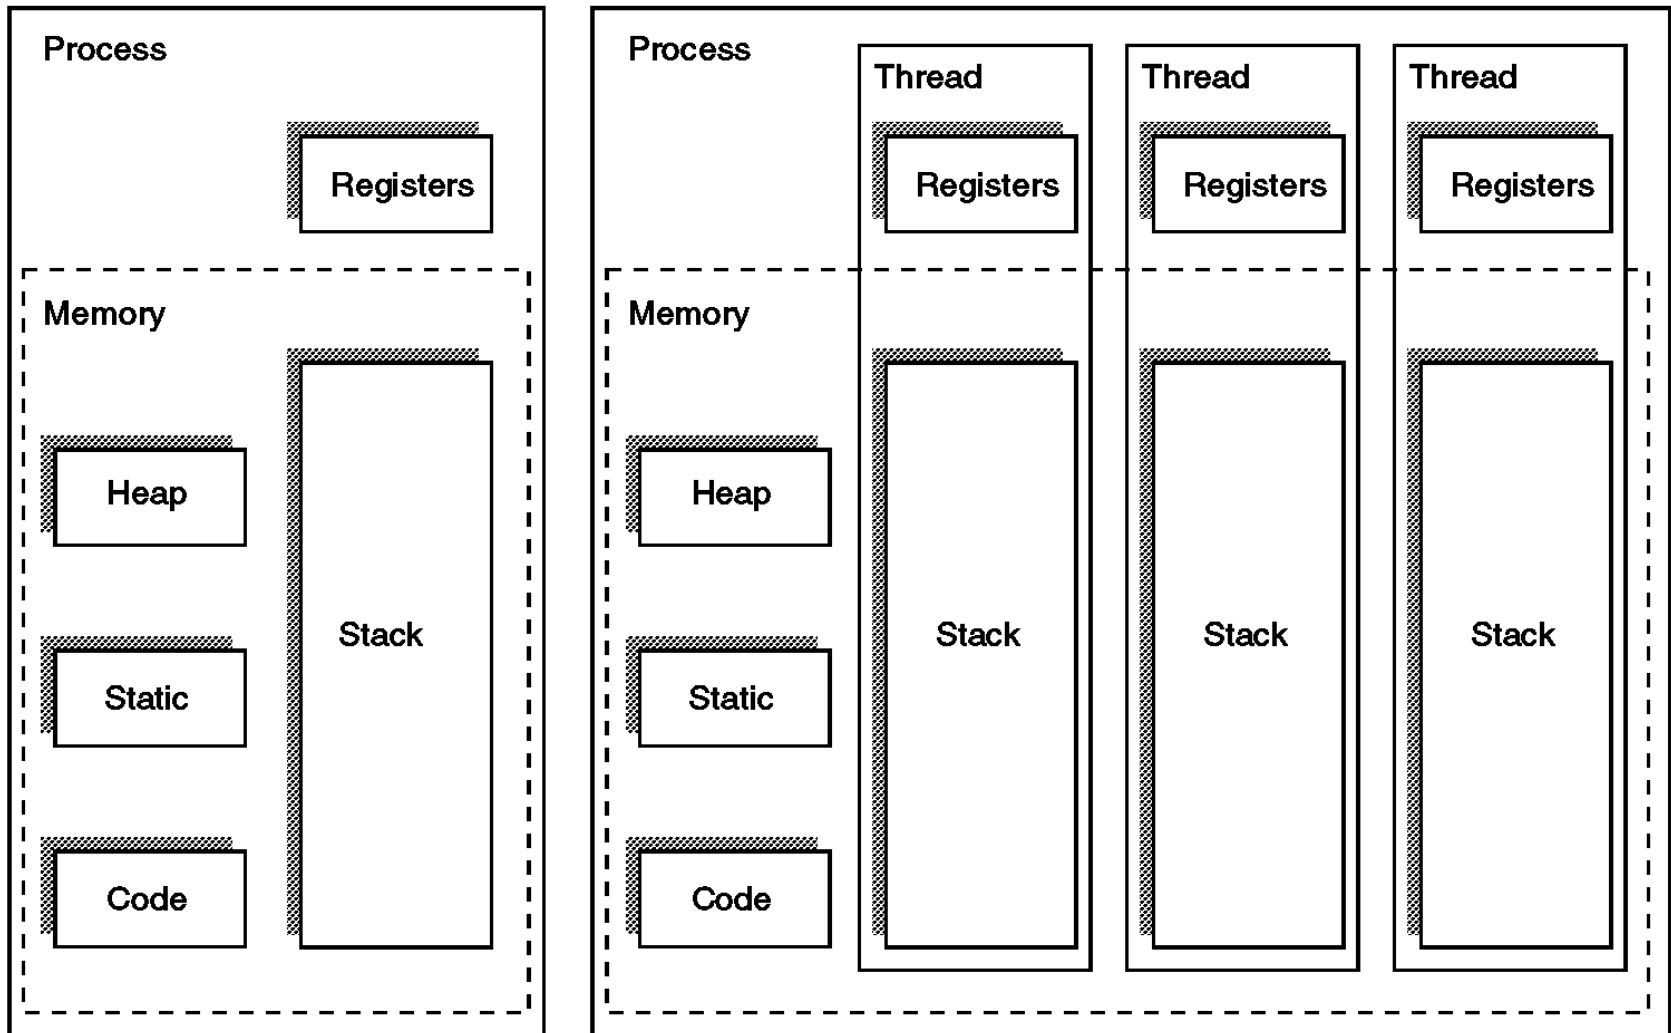 Process
Registers
Memory
Heap
Stack
Static
Code
Process
Thread
Thread
Thread
Registers
Registers
Registers
Memory
Heap
Stack
Stack
Stack
Static
Code